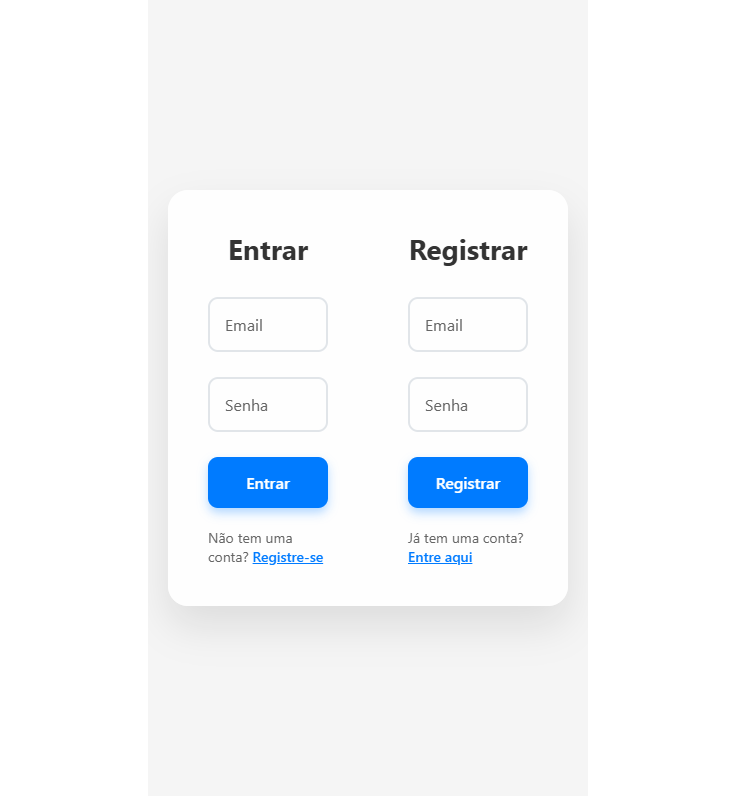 Entrar
Email
Senha
Entrar
Não tem uma
conta? Registre-se
Registrar
Email
Senha
Registrar
Já tem uma conta?
Entre aqui